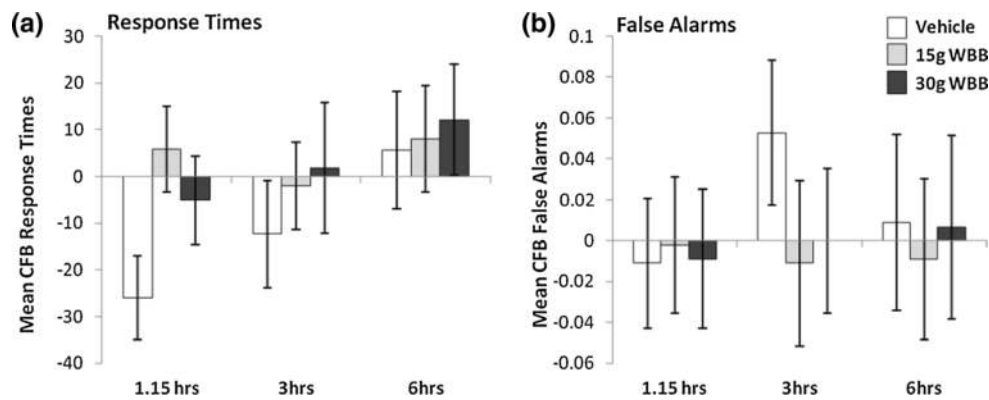 (a) Response Times
Mean CFB Response Times
30
20
10
0
-10
-20
-30
-40
1.15 hrs 3hrs 6hrs
(b) False Alarms
Vehicle
15g WBB
30g WBB
Mean CFB False Alarms
0.1
0.08
0.06
0.04
0.02
0
-0.02
-0.04
-0.06
1.15 hrs 3hrs 6hrs